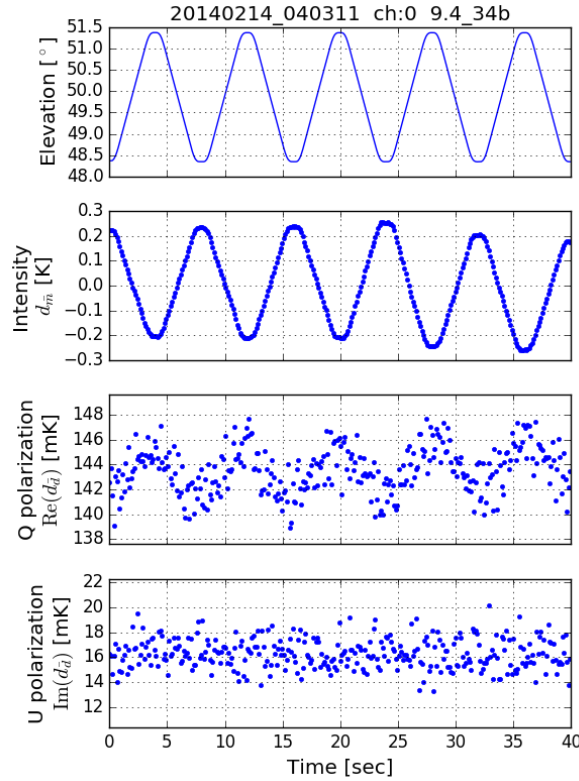 20140214_040311 ch:0 9.4_34b
Elevation [°]
51.5
51.0
50.5
50.0
49.5
49.0
48.5
48.0
Intensity
d_m̄ [K]
0.3
0.2
0.1
0.0
−0.1
−0.2
−0.3
Q polarization
Re(d_d̄) [mK]
148
146
144
142
140
138
U polarization
Im(d_d̄) [mK]
22
20
18
16
14
12
0 5 10 15 20 25 30 35 40
Time [sec]